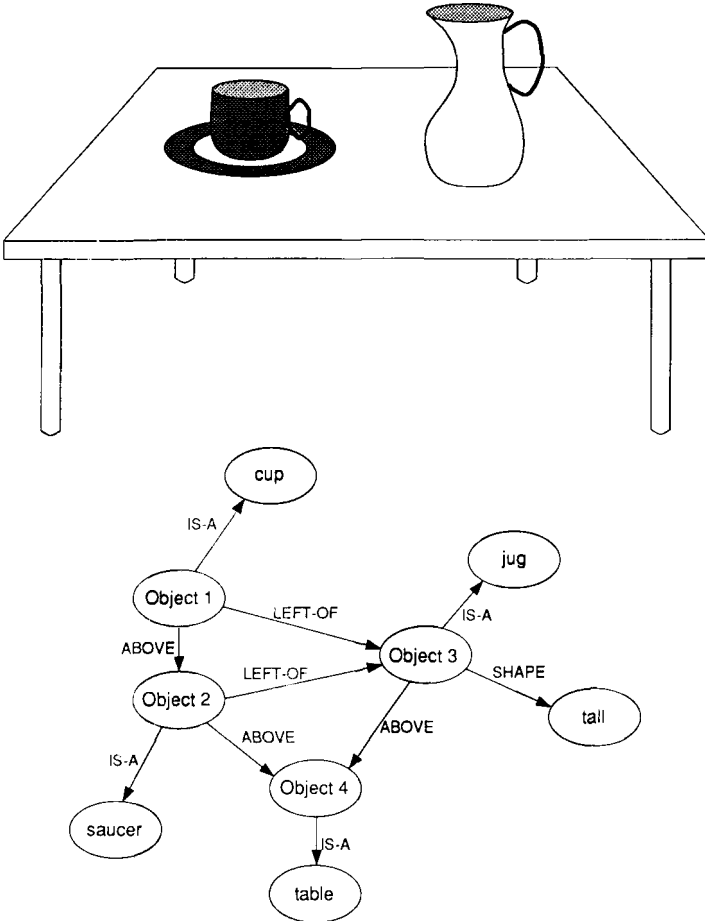 cup
IS-A
jug
Object 1
LEFT-OF
IS-A
ABOVE
Object 3
LEFT-OF
SHAPE
Object 2
tall
ABOVE
ABOVE
IS-A
Object 4
saucer
IS-A
table